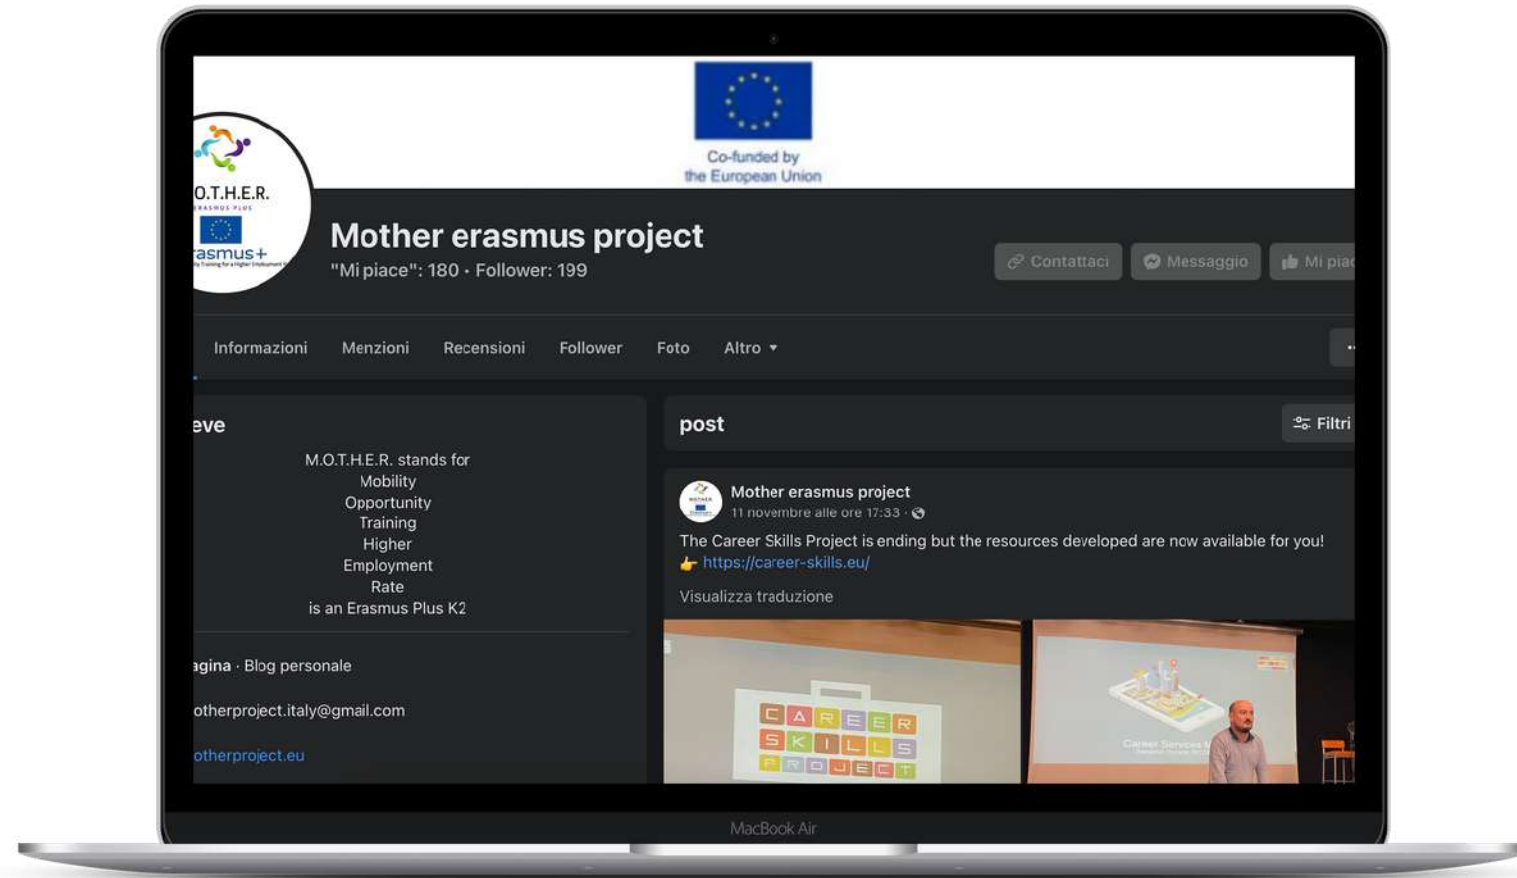 Co-funded by
the European Union
O.T.H.E.R.
ERASMUS PLUS
asmus+
Mother erasmus project
"Mi piace": 180 · Follower: 199
Contattaci
Messaggio
Mi piac
Informazioni
Menzioni
Recensioni
Follower
Foto
Altro
eve
M.O.T.H.E.R. stands for
Mobility
Opportunity
Training
Higher
Employment
Rate
is an Erasmus Plus K2
agina · Blog personale
otherproject.italy@gmail.com
otherproject.eu
post
Filtri
Mother erasmus project
11 novembre alle ore 17:33 ·
The Career Skills Project is ending but the resources developed are now available for you!
👉 https://career-skills.eu/
Visualizza traduzione
CAREER
SKILLS
PROJECT
Career Services
MacBook Air